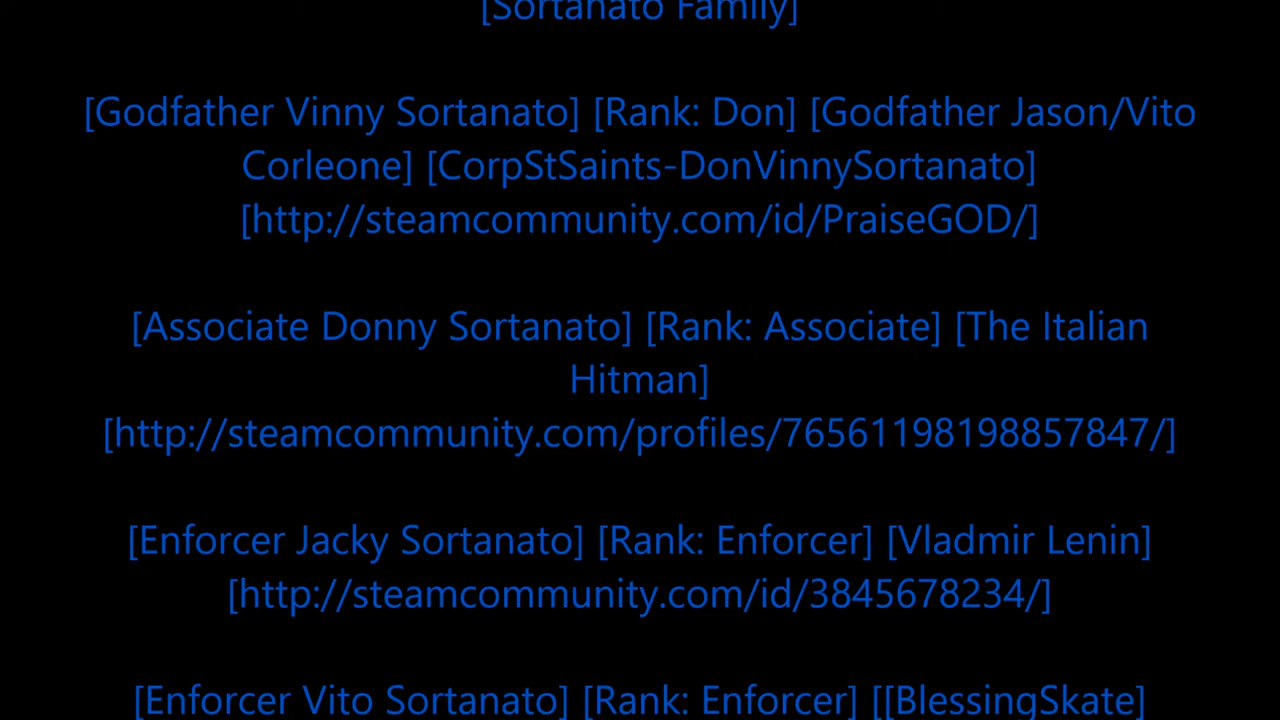 [Sortanato Family]
[Godfather Vinny Sortanato] [Rank: Don] [Godfather Jason/Vito
Corleone] [CorpStSaints-DonVinnySortanato]
[http://steamcommunity.com/id/PraiseGOD/]
[Associate Donny Sortanato] [Rank: Associate] [The Italian
Hitman]
[http://steamcommunity.com/profiles/76561198198857847/]
[Enforcer Jacky Sortanato] [Rank: Enforcer] [Vladmir Lenin]
[http://steamcommunity.com/id/3845678234/]
[Enforcer Vito Sortanato] [Rank: Enforcer] [[BlessingSkate]